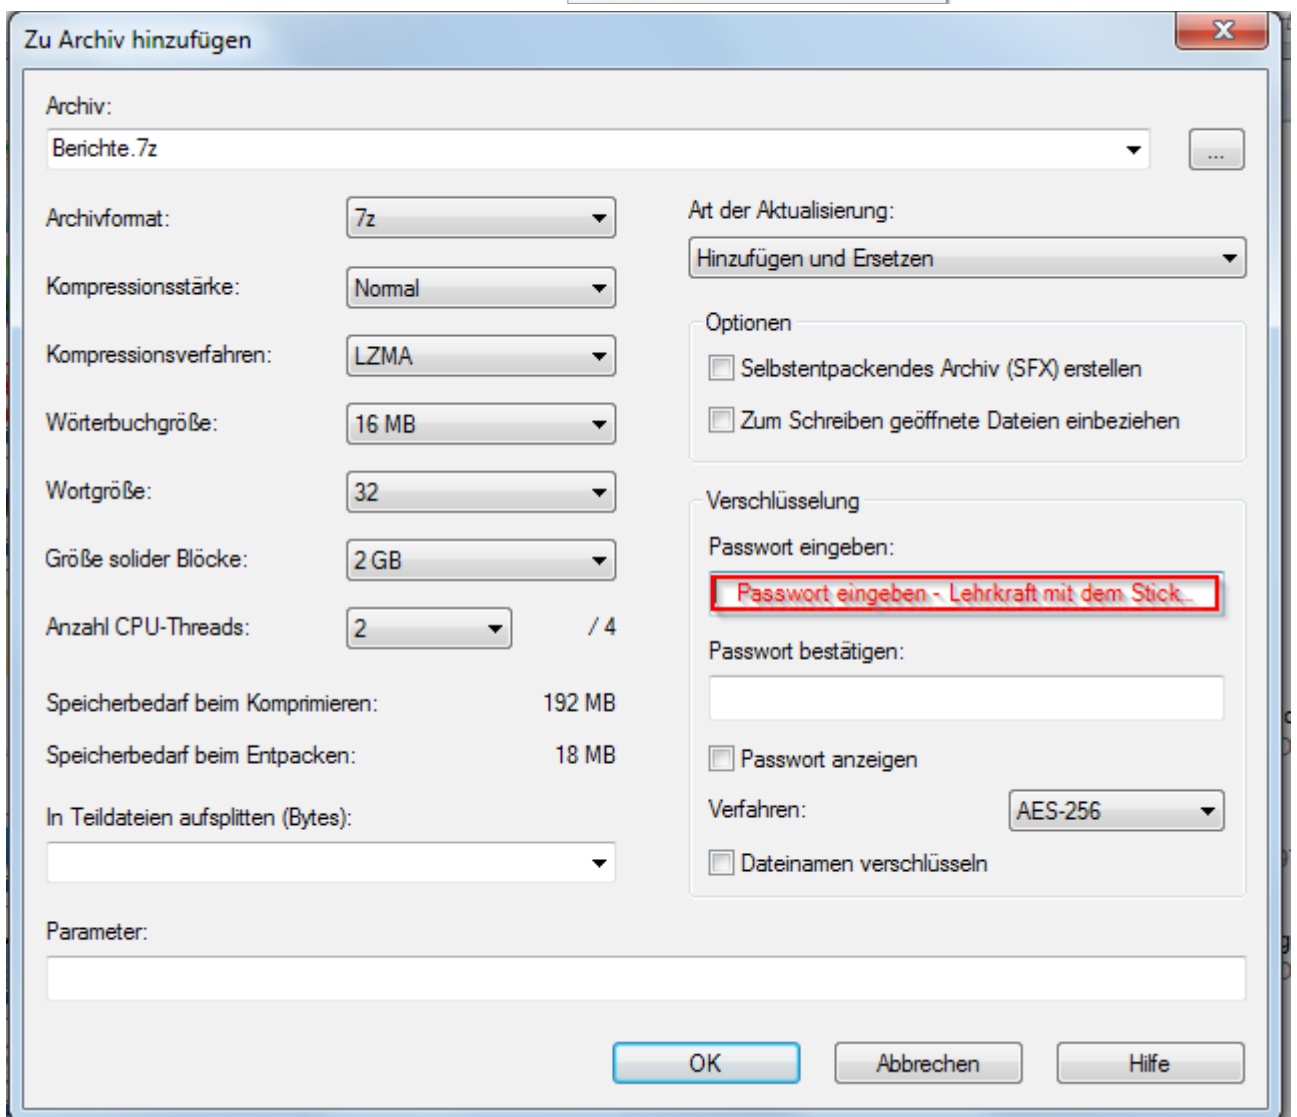 Zu Archiv hinzufügen
Archiv:
Berichte.7z
...
Archivformat:
7z
Kompressionsstärke:
Normal
Kompressionsverfahren:
LZMA
Wörterbuchgröße:
16 MB
Wortgröße:
32
Größe solider Blöcke:
2 GB
Anzahl CPU-Threads:
2
/ 4
Speicherbedarf beim Komprimieren:
192 MB
Speicherbedarf beim Entpacken:
18 MB
In Teildateien aufsplitten (Bytes):
Art der Aktualisierung:
Hinzufügen und Ersetzen
Optionen
Selbstentpackendes Archiv (SFX) erstellen
Zum Schreiben geöffnete Dateien einbeziehen
Verschlüsselung
Passwort eingeben:
Passwort eingeben - Lehrkraft mit dem Stick...
Passwort bestätigen:
Passwort anzeigen
Verfahren:
AES-256
Dateinamen verschlüsseln
Parameter:
OK
Abbrechen
Hilfe